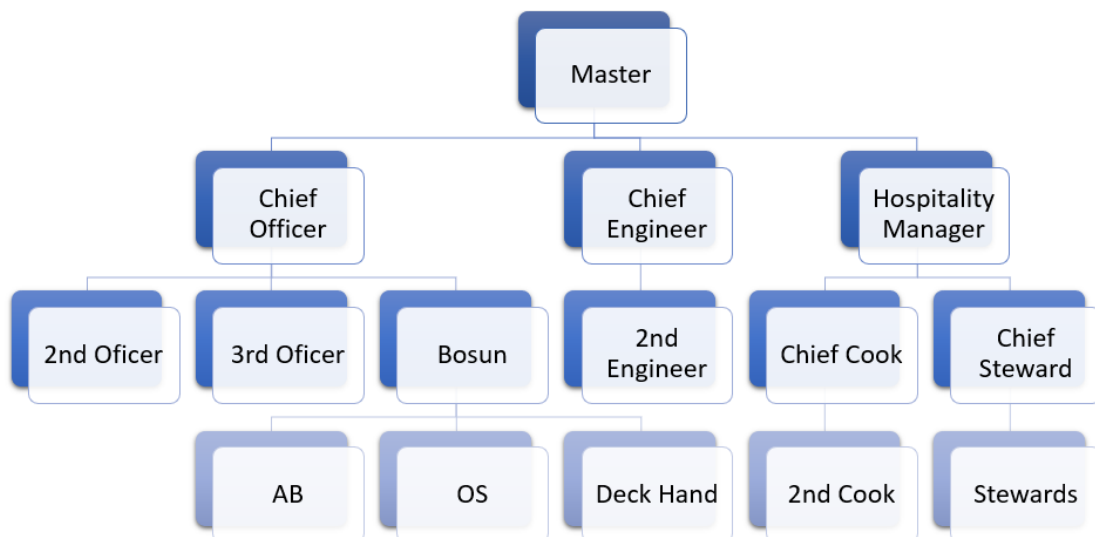 Master
Chief
Officer
Chief
Engineer
Hospitality
Manager
2nd Oficer
3rd Oficer
Bosun
2nd
Engineer
Chief Cook
Chief
Steward
AB
OS
Deck Hand
2nd Cook
Stewards